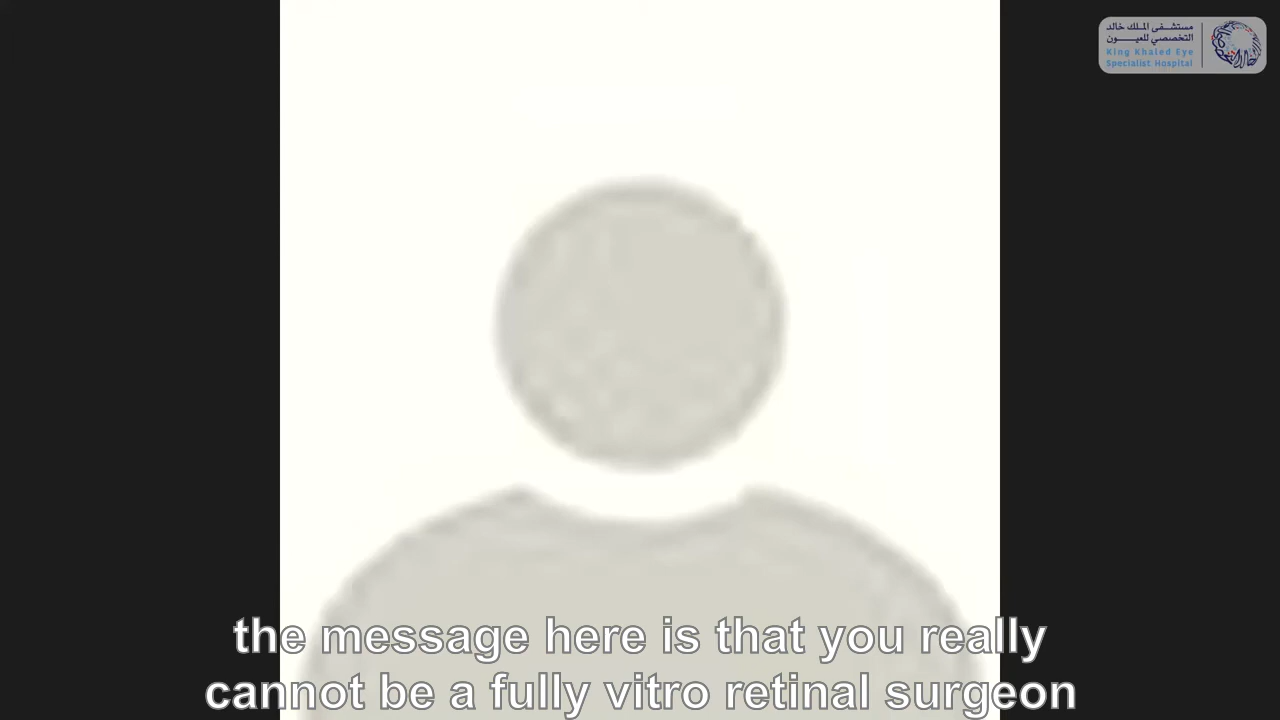 مستشفى الملك خالد
التخصصي للعيون
King Khaled Eye
Specialist Hospital
the message here is that you really
cannot be a fully vitro retinal surgeon